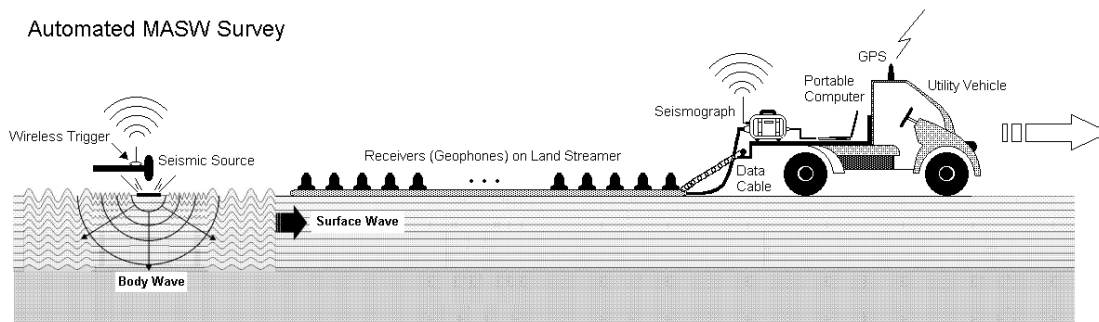 Automated MASW Survey
GPS
Portable
Computer
Utility Vehicle
Seismograph
Wireless Trigger
Seismic Source
Receivers (Geophones) on Land Streamer
. . .
Data
Cable
Surface Wave
Body Wave